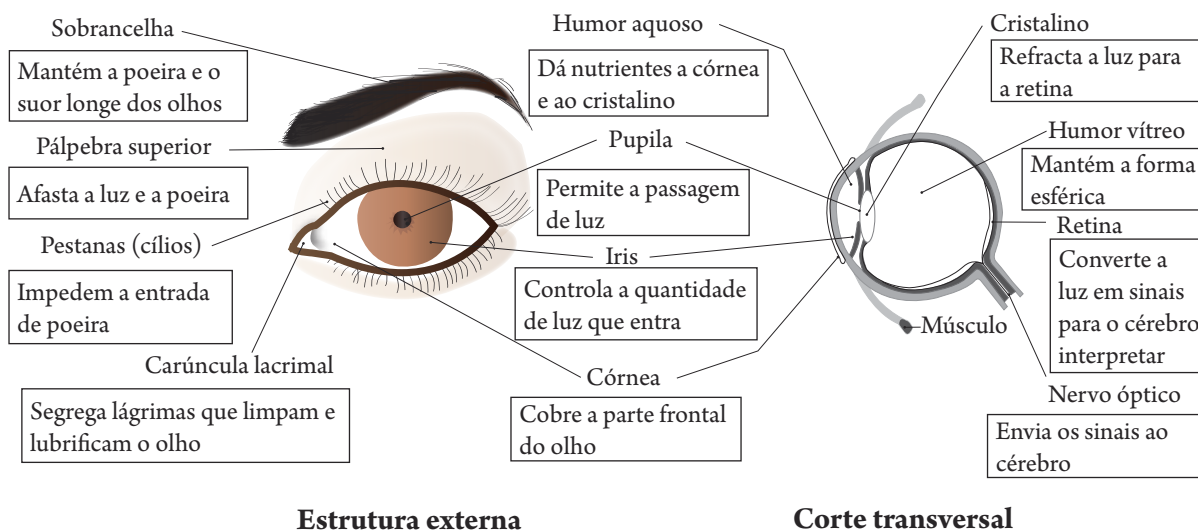 Sobrancelha
Mantém a poeira e o
suor longe dos olhos
Pálpebra superior
Afasta a luz e a poeira
Pestanas (cílios)
Impedem a entrada
de poeira
Carúncula lacrimal
Segrega lágrimas que limpam e
lubrificam o olho
Humor aquoso
Dá nutrientes a córnea
e ao cristalino
Pupila
Permite a passagem
de luz
Iris
Controla a quantidade
de luz que entra
Córnea
Cobre a parte frontal
do olho
Cristalino
Refracta a luz para
a retina
Humor vítreo
Mantém a forma
esférica
Retina
Converte a
luz em sinais
para o cérebro
interpretar
Músculo
Nervo óptico
Envia os sinais ao
cérebro
Estrutura externa
Corte transversal